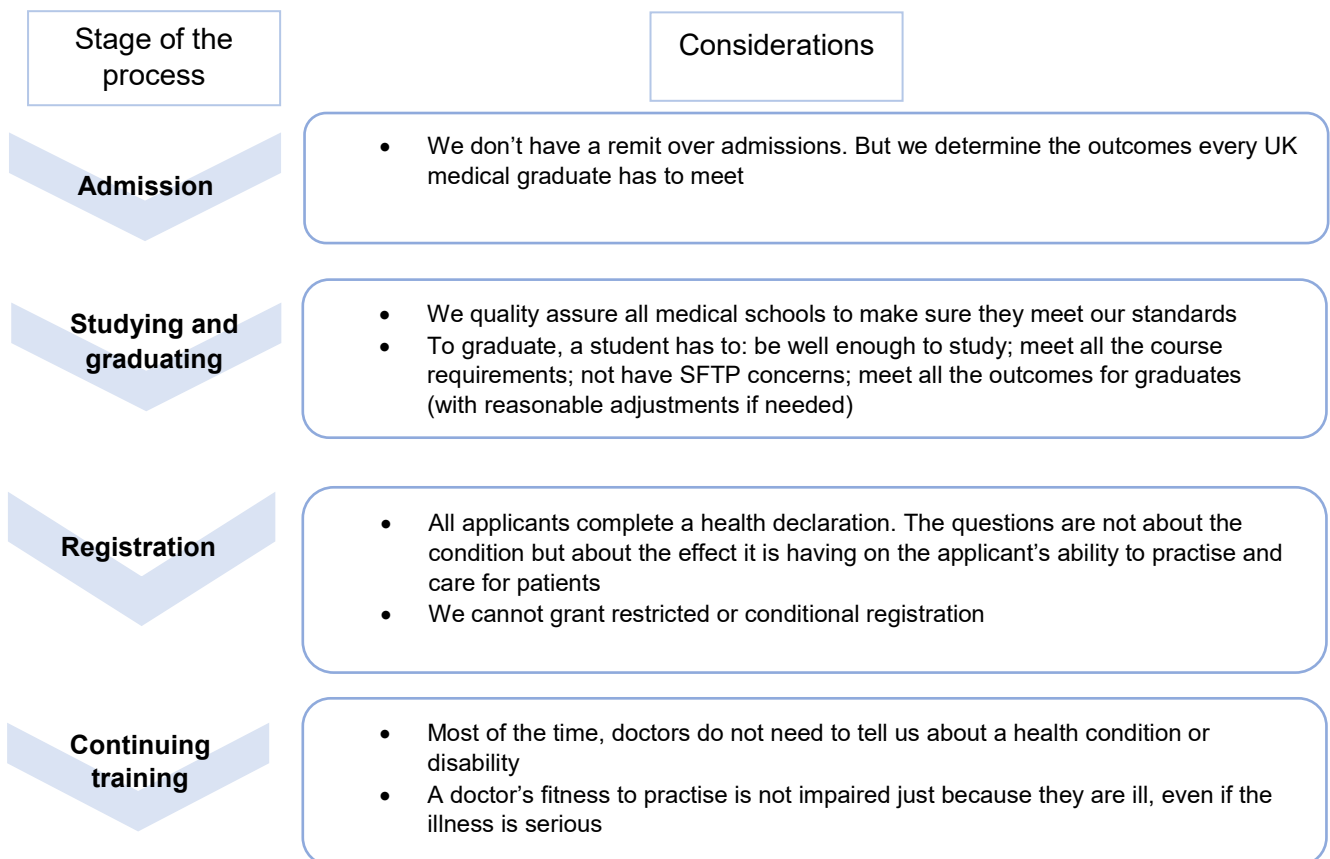 Stage of the
process
Considerations
Admission
• We don’t have a remit over admissions. But we determine the outcomes every UK
medical graduate has to meet
Studying and
graduating
• We quality assure all medical schools to make sure they meet our standards
• To graduate, a student has to: be well enough to study; meet all the course
requirements; not have SFTP concerns; meet all the outcomes for graduates
(with reasonable adjustments if needed)
Registration
• All applicants complete a health declaration. The questions are not about the
condition but about the effect it is having on the applicant’s ability to practise and
care for patients
• We cannot grant restricted or conditional registration
Continuing
training
• Most of the time, doctors do not need to tell us about a health condition or
disability
• A doctor’s fitness to practise is not impaired just because they are ill, even if the
illness is serious